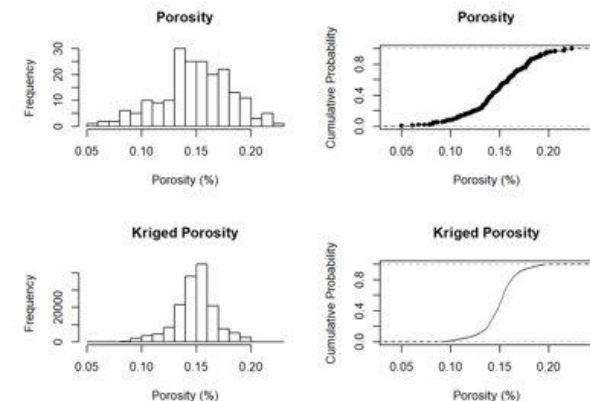 Porosity
Frequency
0 10 20 30
0.05 0.10 0.15 0.20
Porosity (%)
Porosity
Cumulative Probability
0.0 0.4 0.8
0.05 0.10 0.15 0.20
Porosity (%)
Kriged Porosity
Frequency
0 20000
0.05 0.10 0.15 0.20
Porosity (%)
Kriged Porosity
Cumulative Probability
0.0 0.4 0.8
0.05 0.10 0.15 0.20
Porosity (%)